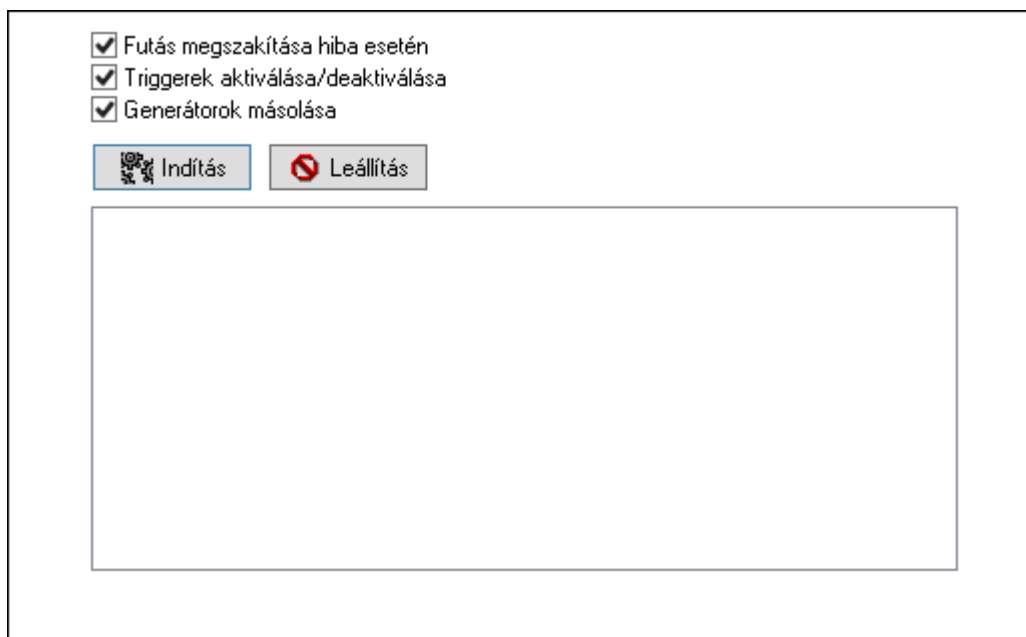 Futás megszakítása hiba esetén
Triggerek aktiválása/deaktiválása
Generátorok másolása
Indítás
Leállítás